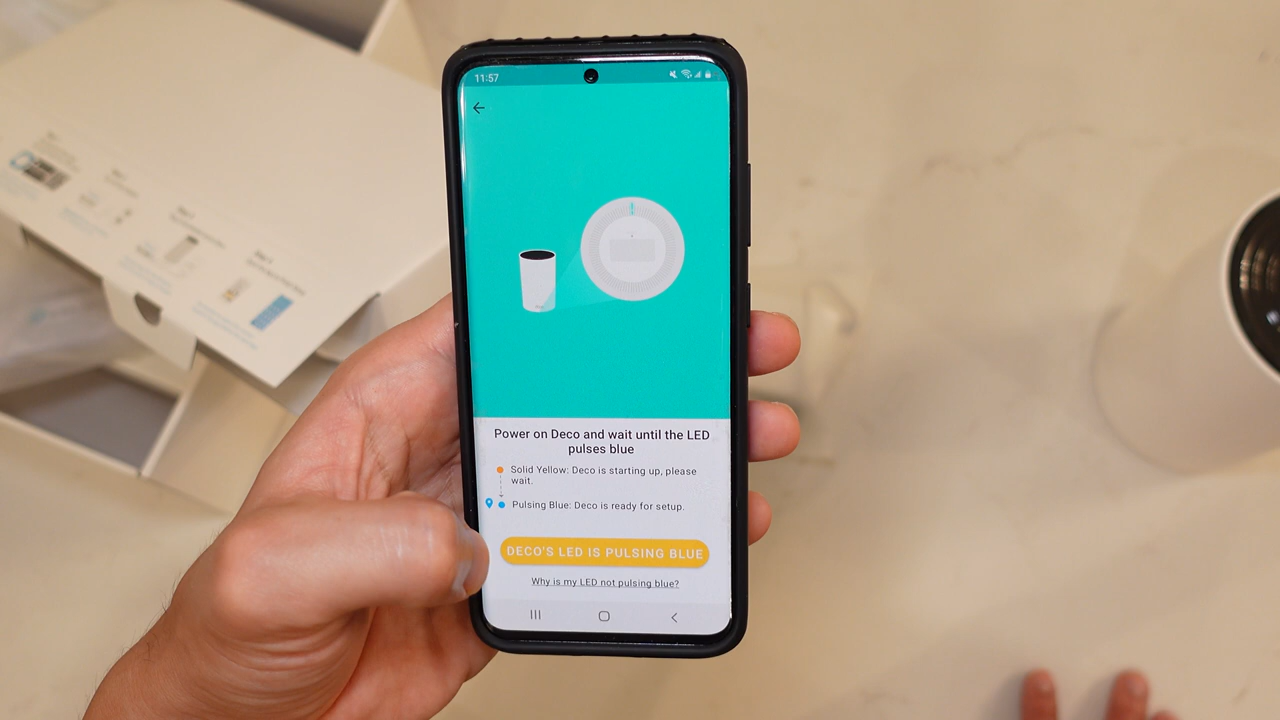 11:57
Power on Deco and wait until the LED
pulses blue
Solid Yellow: Deco is starting up, please
wait.
Pulsing Blue: Deco is ready for setup.
DECO'S LED IS PULSING BLUE
Why is my LED not pulsing blue?